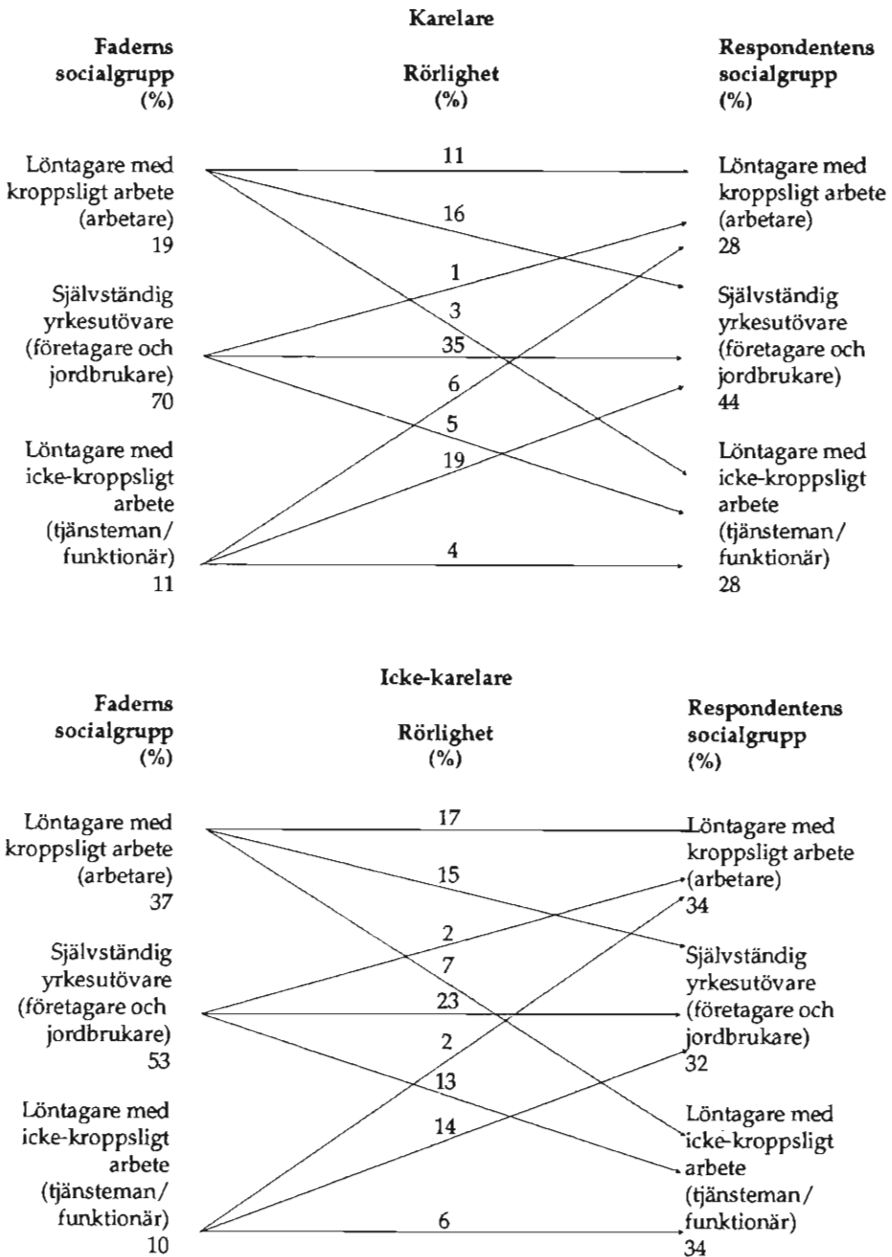 Karelare
Faderns
socialgrupp
(%)
Rörlighet
(%)
Respondentens
socialgrupp
(%)
Löntagare med
kroppsligt arbete
(arbetare)
19
Självständig
yrkesutövare
(företagare och
jordbrukare)
70
Löntagare med
icke-kroppsligt
arbete
(tjänsteman/
funktionär)
11
11
16
1
3
35
6
5
19
4
Löntagare med
kroppsligt arbete
(arbetare)
28
Självständig
yrkesutövare
(företagare och
jordbrukare)
44
Löntagare med
icke-kroppsligt
arbete
(tjänsteman/
funktionär)
28
Icke-karelare
Faderns
socialgrupp
(%)
Rörlighet
(%)
Respondentens
socialgrupp
(%)
Löntagare med
kroppsligt arbete
(arbetare)
37
Självständig
yrkesutövare
(företagare och
jordbrukare)
53
Löntagare med
icke-kroppsligt
arbete
(tjänsteman/
funktionär)
10
17
15
2
7
23
2
13
14
6
Löntagare med
kroppsligt arbete
(arbetare)
34
Självständig
yrkesutövare
(företagare och
jordbrukare)
32
Löntagare med
icke-kroppsligt
arbete
(tjänsteman/
funktionär)
34